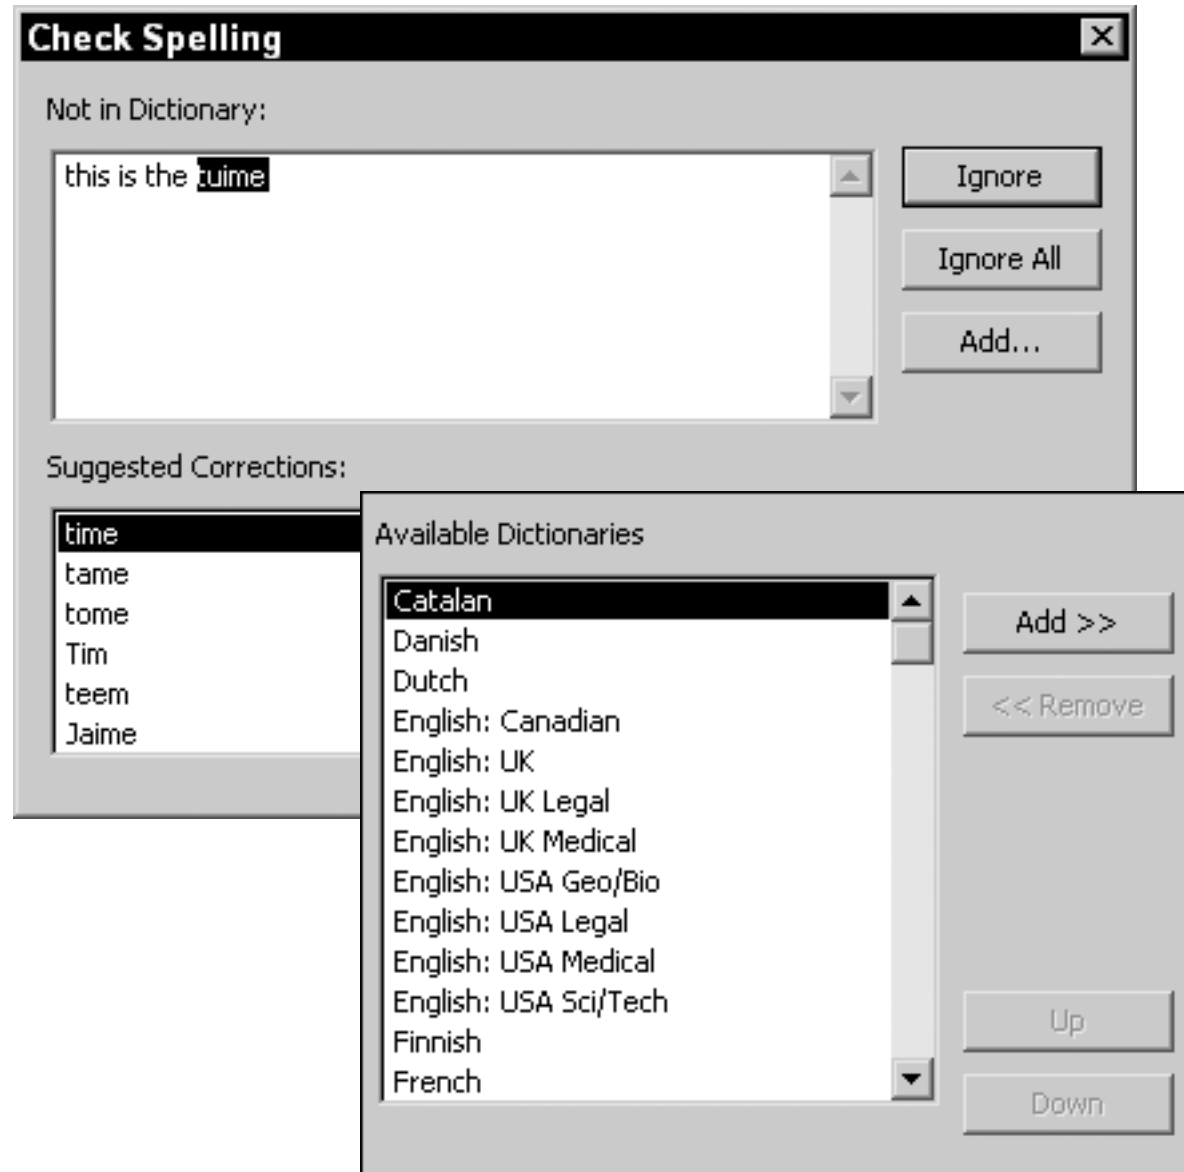 Check Spelling
Not in Dictionary:
this is the tuime
Ignore
Ignore All
Add...
Suggested Corrections:
time
tame
tome
Tim
teem
Jaime
Available Dictionaries
Catalan
Danish
Dutch
English: Canadian
English: UK
English: UK Legal
English: UK Medical
English: USA Geo/Bio
English: USA Legal
English: USA Medical
English: USA Sci/Tech
Finnish
French
Add >>
<< Remove
Up
Down